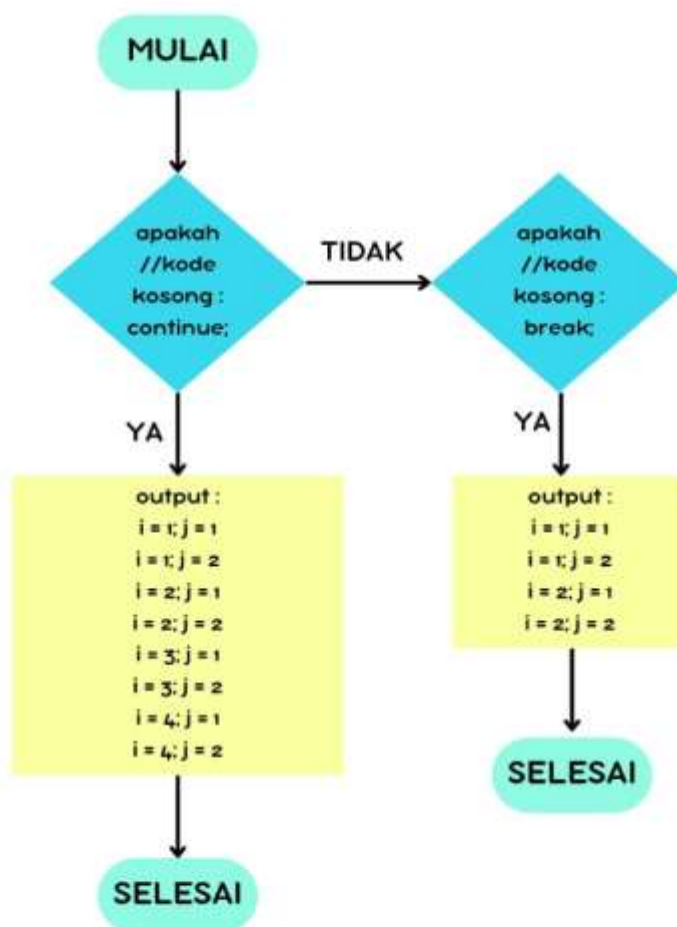 MULAI
apakah
//kode
kosong :
continue;
TIDAK
apakah
//kode
kosong :
break;
YA
output :
i = 1; j = 1
i = 1; j = 2
i = 2; j = 1
i = 2; j = 2
i = 3; j = 1
i = 3; j = 2
i = 4; j = 1
i = 4; j = 2
SELESAI
YA
output :
i = 1; j = 1
i = 1; j = 2
i = 2; j = 1
i = 2; j = 2
SELESAI